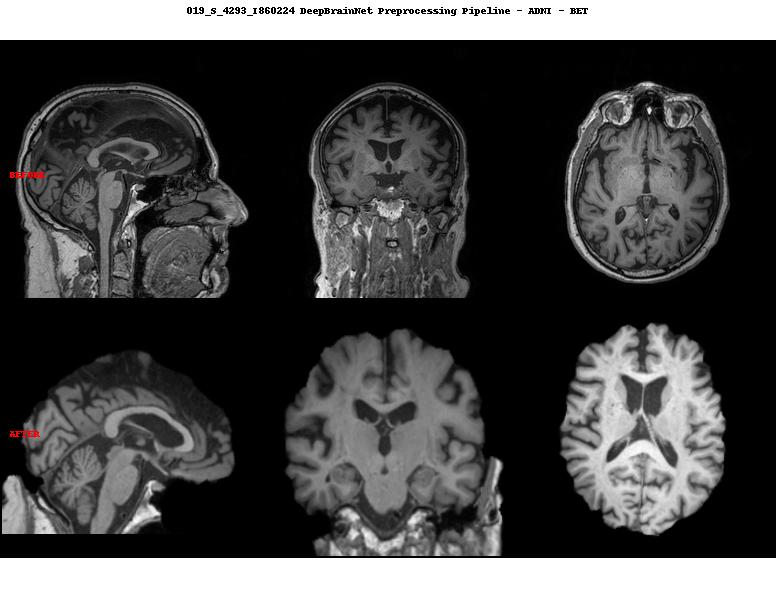 019_S_4293_I860224 DeepBrainNet Preprocessing Pipeline - ADNI - BET
BEFORE
AFTER